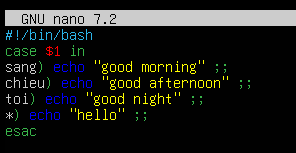 GNU nano 7.2
#!/bin/bash
case $1 in
sang) echo "good morning" ;;
chieu) echo "good afternoon" ;;
toi) echo "good night" ;;
*) echo "hello" ;;
esac